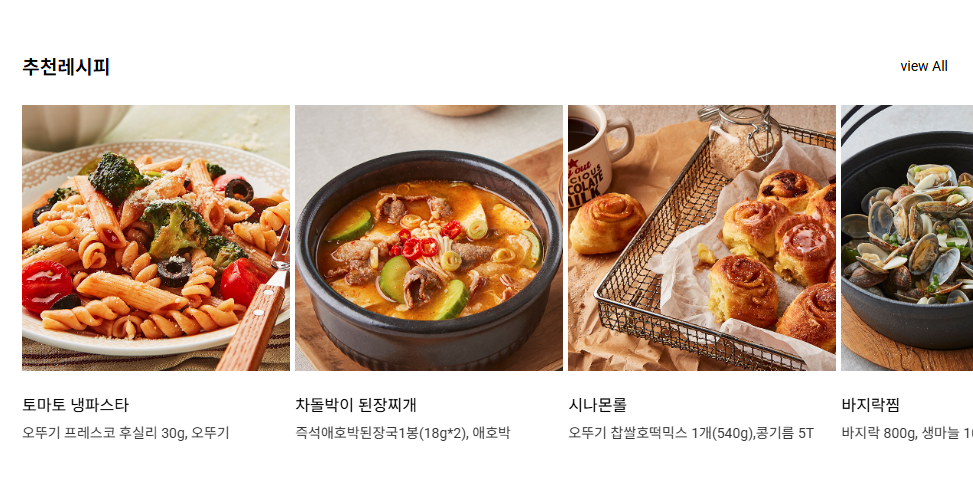 추천레시피
view All
토마토 냉파스타
오뚜기 프레스코 후실리 30g, 오뚜기
차돌박이 된장찌개
즉석애호박된장국1봉(18g*2), 애호박
시나몬롤
오뚜기 찹쌀호떡믹스 1개(540g),콩기름 5T
바지락찜
바지락 800g, 생마늘